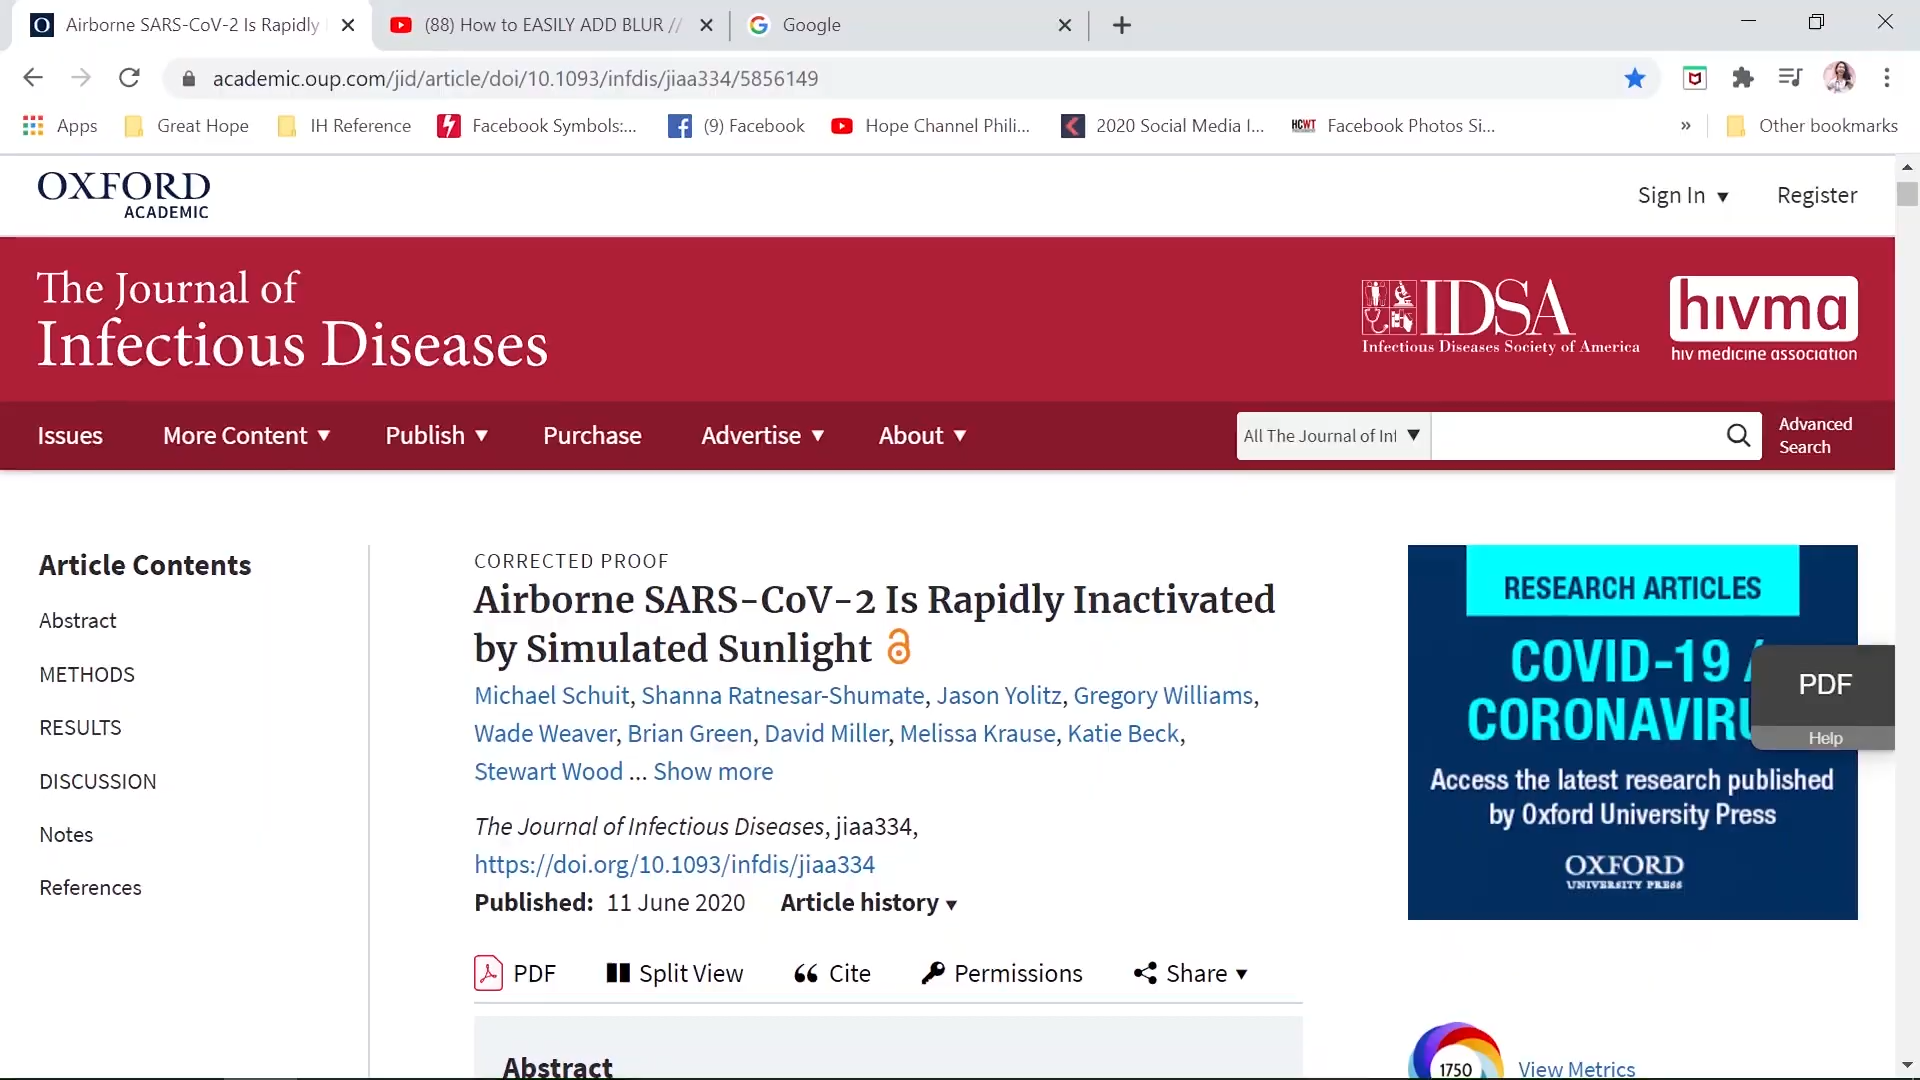 Airborne SARS-CoV-2 Is Rapidly
(88) How to EASILY ADD BLUR //
Google
academic.oup.com/jid/article/doi/10.1093/infdis/jiaa334/5856149
Apps
Great Hope
IH Reference
Facebook Symbols:...
(9) Facebook
Hope Channel Phili...
2020 Social Media I...
HCWT
Facebook Photos Si...
»
Other bookmarks
OXFORD
ACADEMIC
Sign In
Register
The Journal of
Infectious Diseases
IDSA
Infectious Diseases Society of America
hivma
hiv medicine association
Issues
More Content
Publish
Purchase
Advertise
About
All The Journal of Inf
Advanced
Search
Article Contents
Abstract
METHODS
RESULTS
DISCUSSION
Notes
References
CORRECTED PROOF
Airborne SARS-CoV-2 Is Rapidly Inactivated
by Simulated Sunlight
Michael Schuit, Shanna Ratnesar-Shumate, Jason Yolitz, Gregory Williams,
Wade Weaver, Brian Green, David Miller, Melissa Krause, Katie Beck,
Stewart Wood ... Show more
The Journal of Infectious Diseases, jiaa334,
https://doi.org/10.1093/infdis/jiaa334
Published: 11 June 2020 Article history
PDF
Split View
Cite
Permissions
Share
Abstract
RESEARCH ARTICLES
COVID-19 /
CORONAVIRU
Access the latest research published
by Oxford University Press
OXFORD
UNIVERSITY PRESS
PDF
Help
1750
View Metrics